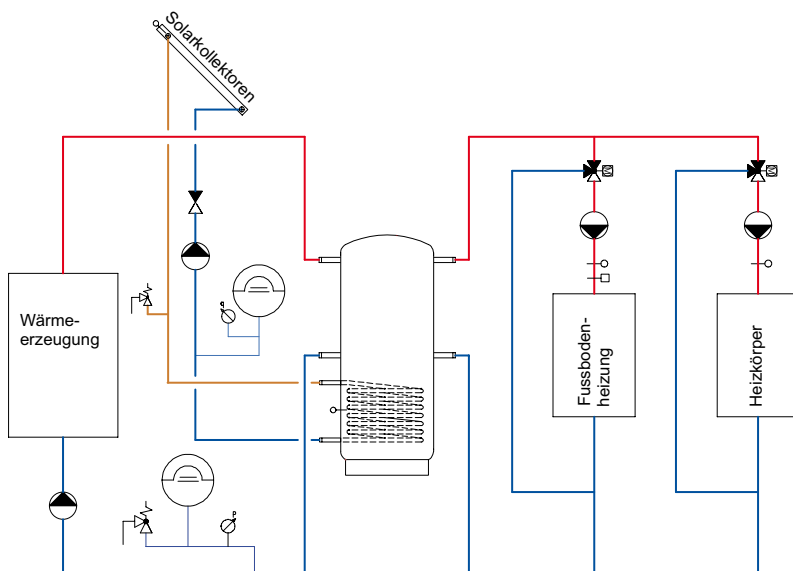 Solarkollektoren
Wärme-
erzeugung
Fussboden-
heizung
Heizkörper
M
M
p
p